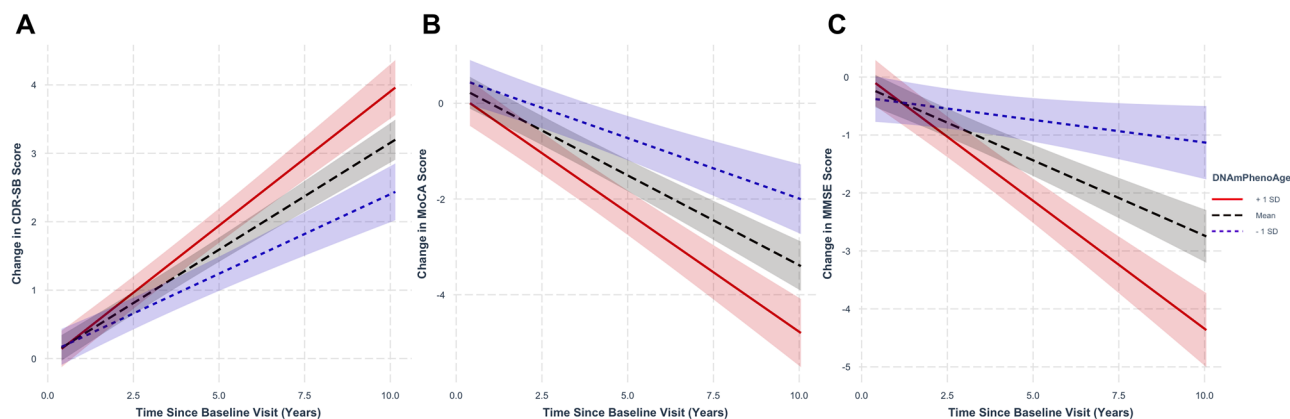 A
B
C
Change in CDR-SB Score
4
3
2
1
0
0.0
2.5
5.0
7.5
10.0
Time Since Baseline Visit (Years)
Change in MoCA Score
0
-2
-4
0.0
2.5
5.0
7.5
10.0
Time Since Baseline Visit (Years)
Change in MMSE Score
0
-1
-2
-3
-4
-5
0.0
2.5
5.0
7.5
10.0
Time Since Baseline Visit (Years)
DNAmPhenoAge
+ 1 SD
Mean
- 1 SD